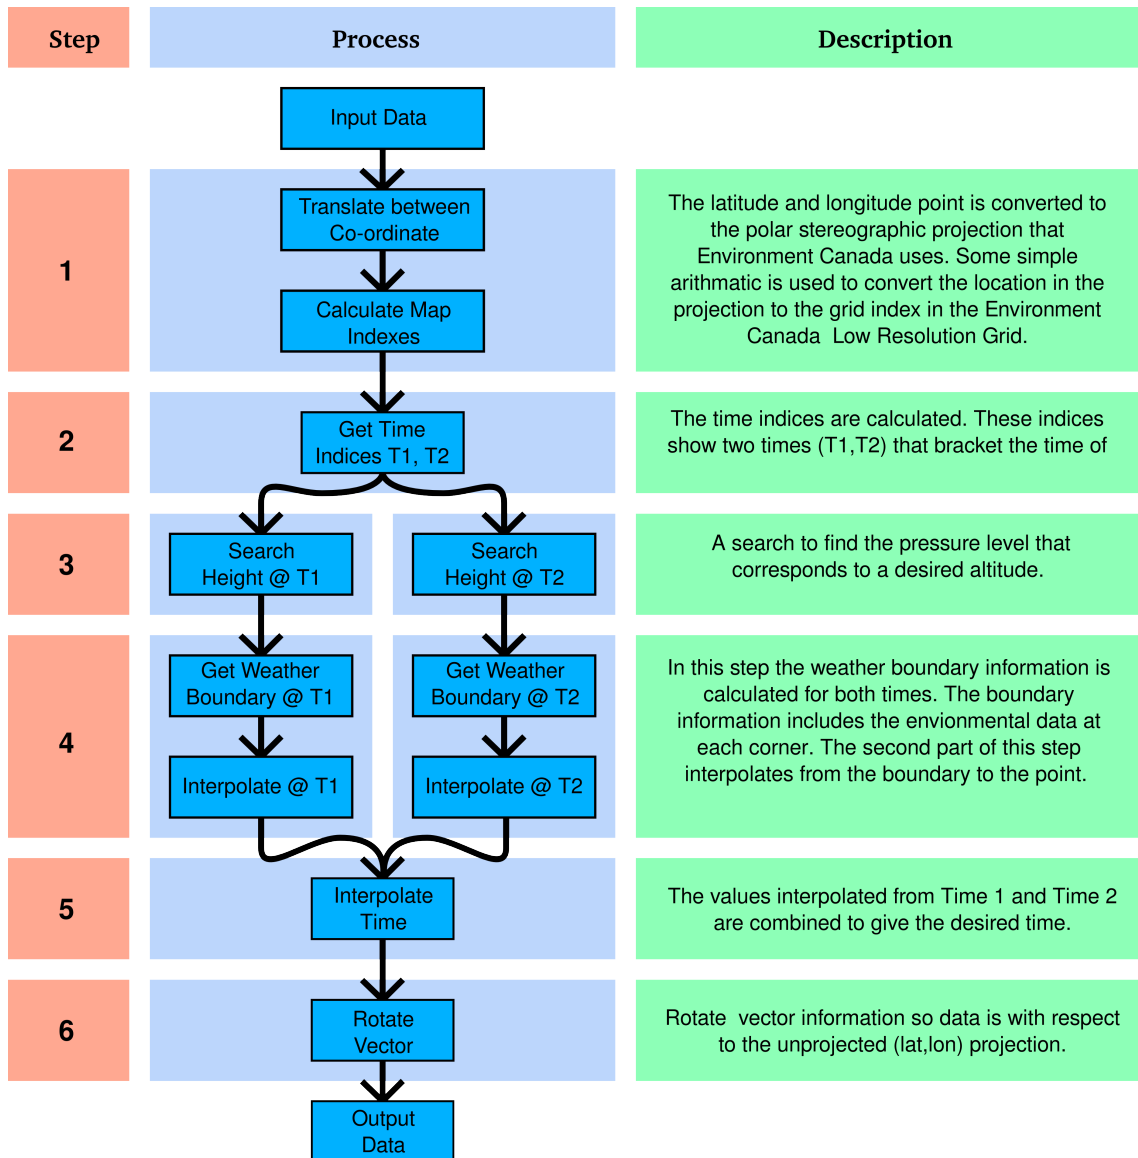 Step
Process
Description
Input Data
1
Translate between
Co-ordinate
Calculate Map
Indexes
The latitude and longitude point is converted to
the polar stereographic projection that
Environment Canada uses. Some simple
arithmatic is used to convert the location in the
projection to the grid index in the Environment
Canada Low Resolution Grid.
2
Get Time
Indices T1, T2
The time indices are calculated. These indices
show two times (T1,T2) that bracket the time of
3
Search
Height @ T1
Search
Height @ T2
A search to find the pressure level that
corresponds to a desired altitude.
4
Get Weather
Boundary @ T1
Get Weather
Boundary @ T2
Interpolate @ T1
Interpolate @ T2
In this step the weather boundary information is
calculated for both times. The boundary
information includes the envionmental data at
each corner. The second part of this step
interpolates from the boundary to the point.
5
Interpolate
Time
The values interpolated from Time 1 and Time 2
are combined to give the desired time.
6
Rotate
Vector
Rotate vector information so data is with respect
to the unprojected (lat,lon) projection.
Output
Data